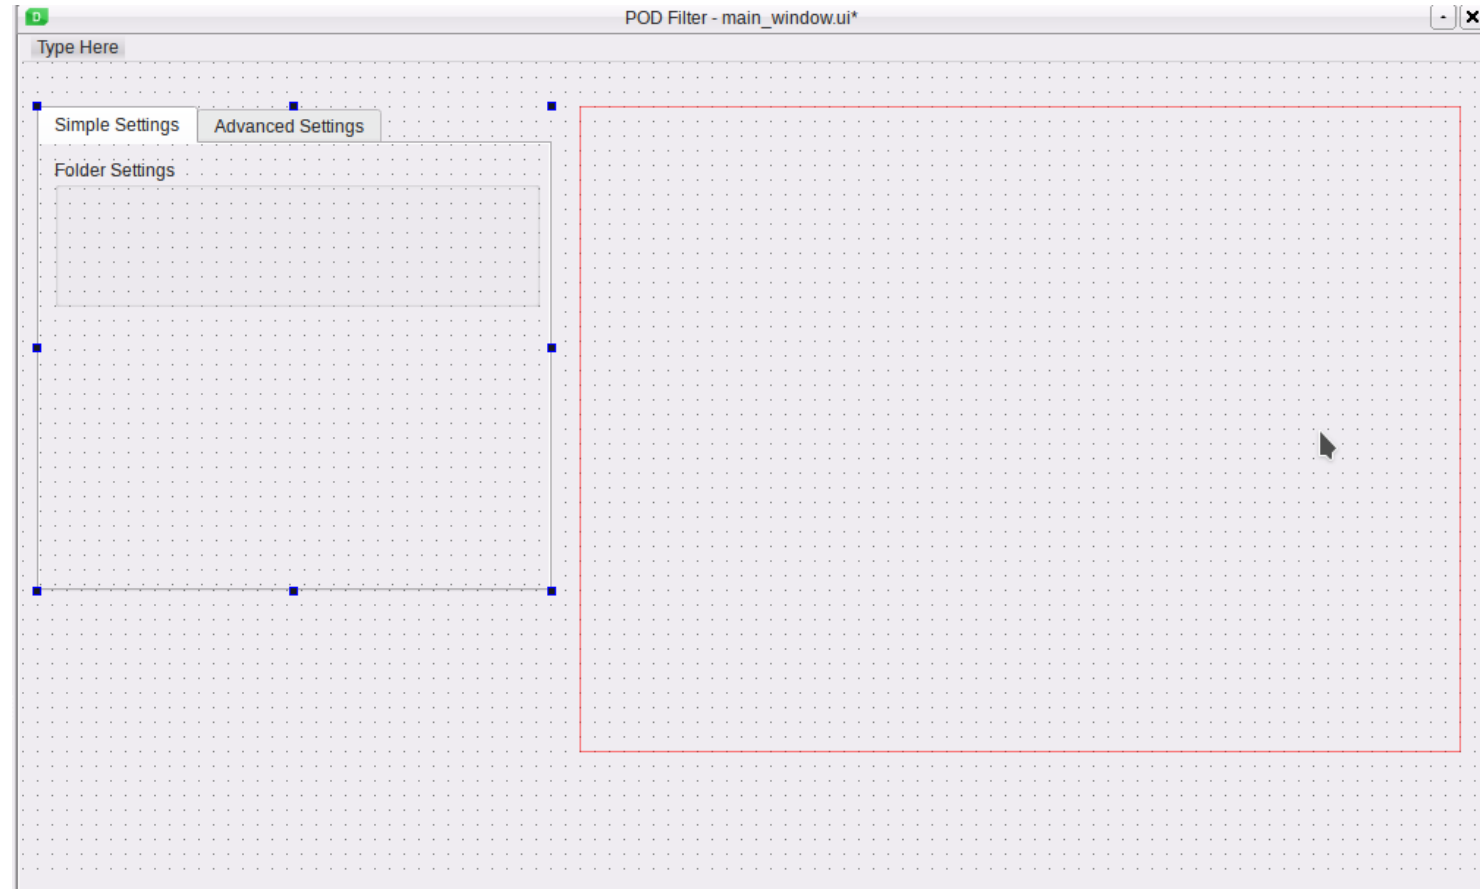 D
POD Filter - main_window.ui*
Type Here
Simple Settings
Advanced Settings
Folder Settings